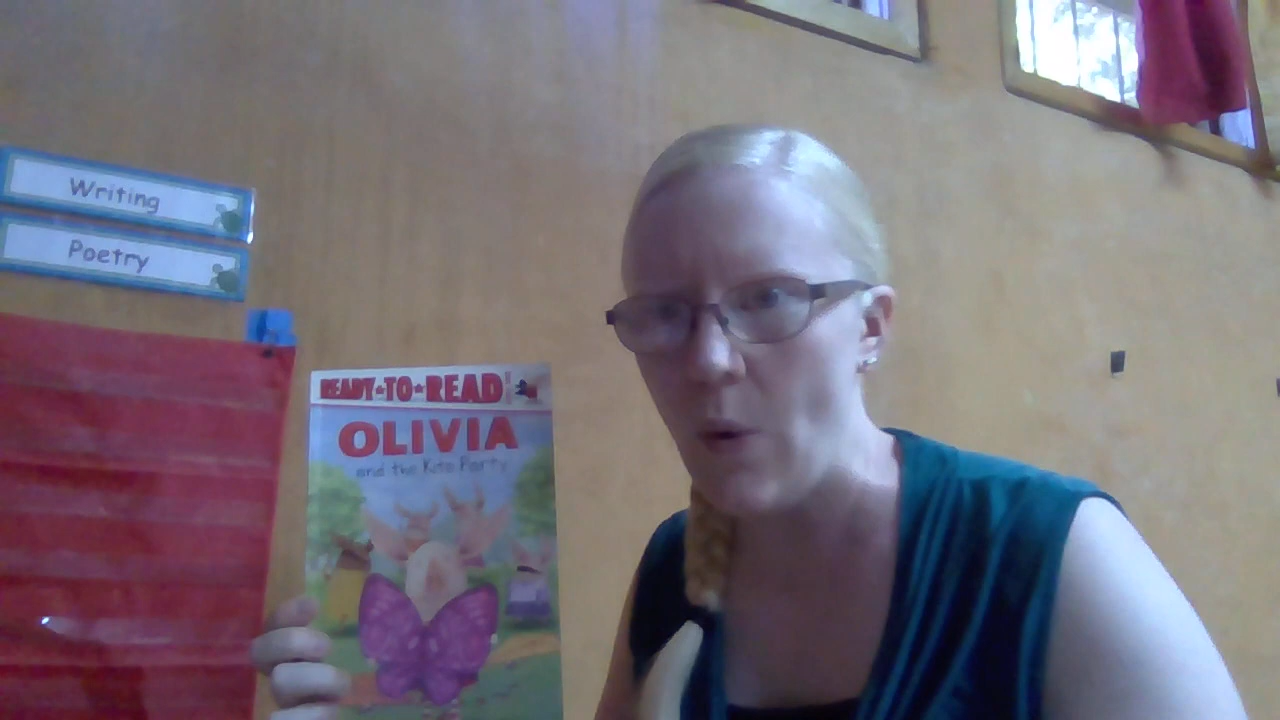 Writing
Poetry
READY-TO-READ
OLIVIA
and the Kite Party